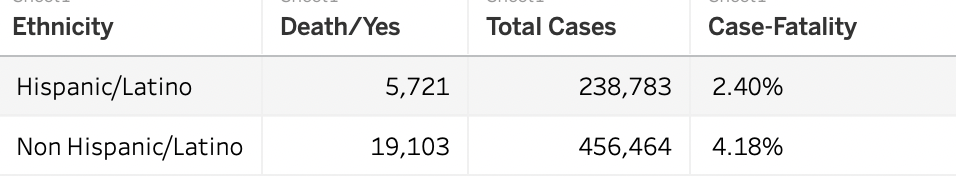 Ethnicity Death/Yes Total Cases Case-Fatality
Hispanic/Latino 5,721 238,783 2.40%
Non Hispanic/Latino 19,103 456,464 4.18%